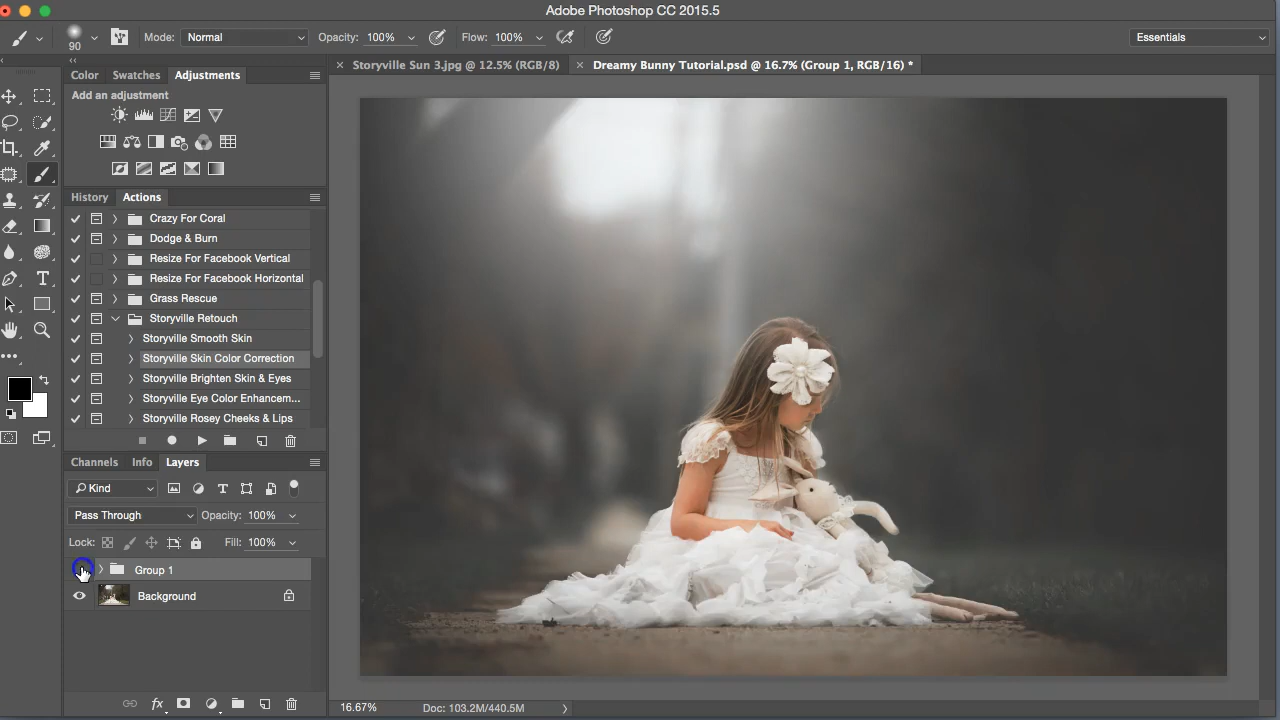 Adobe Photoshop CC 2015.5
90
Mode: Normal
Opacity: 100%
Flow: 100%
Essentials
Color Swatches Adjustments
Storyville Sun 3.jpg @ 12.5% (RGB/8)
Dreamy Bunny Tutorial.psd @ 16.7% (Group 1, RGB/16) *
Add an adjustment
History Actions
Crazy For Coral
Dodge & Burn
Resize For Facebook Vertical
Resize For Facebook Horizontal
Grass Rescue
Storyville Retouch
Storyville Smooth Skin
Storyville Skin Color Correction
Storyville Brighten Skin & Eyes
Storyville Eye Color Enhancem...
Storyville Rosey Cheeks & Lips
Channels Info Layers
Kind
Pass Through Opacity: 100%
Lock: Fill: 100%
Group 1
Background
fx
16.67% Doc: 103.2M/440.5M